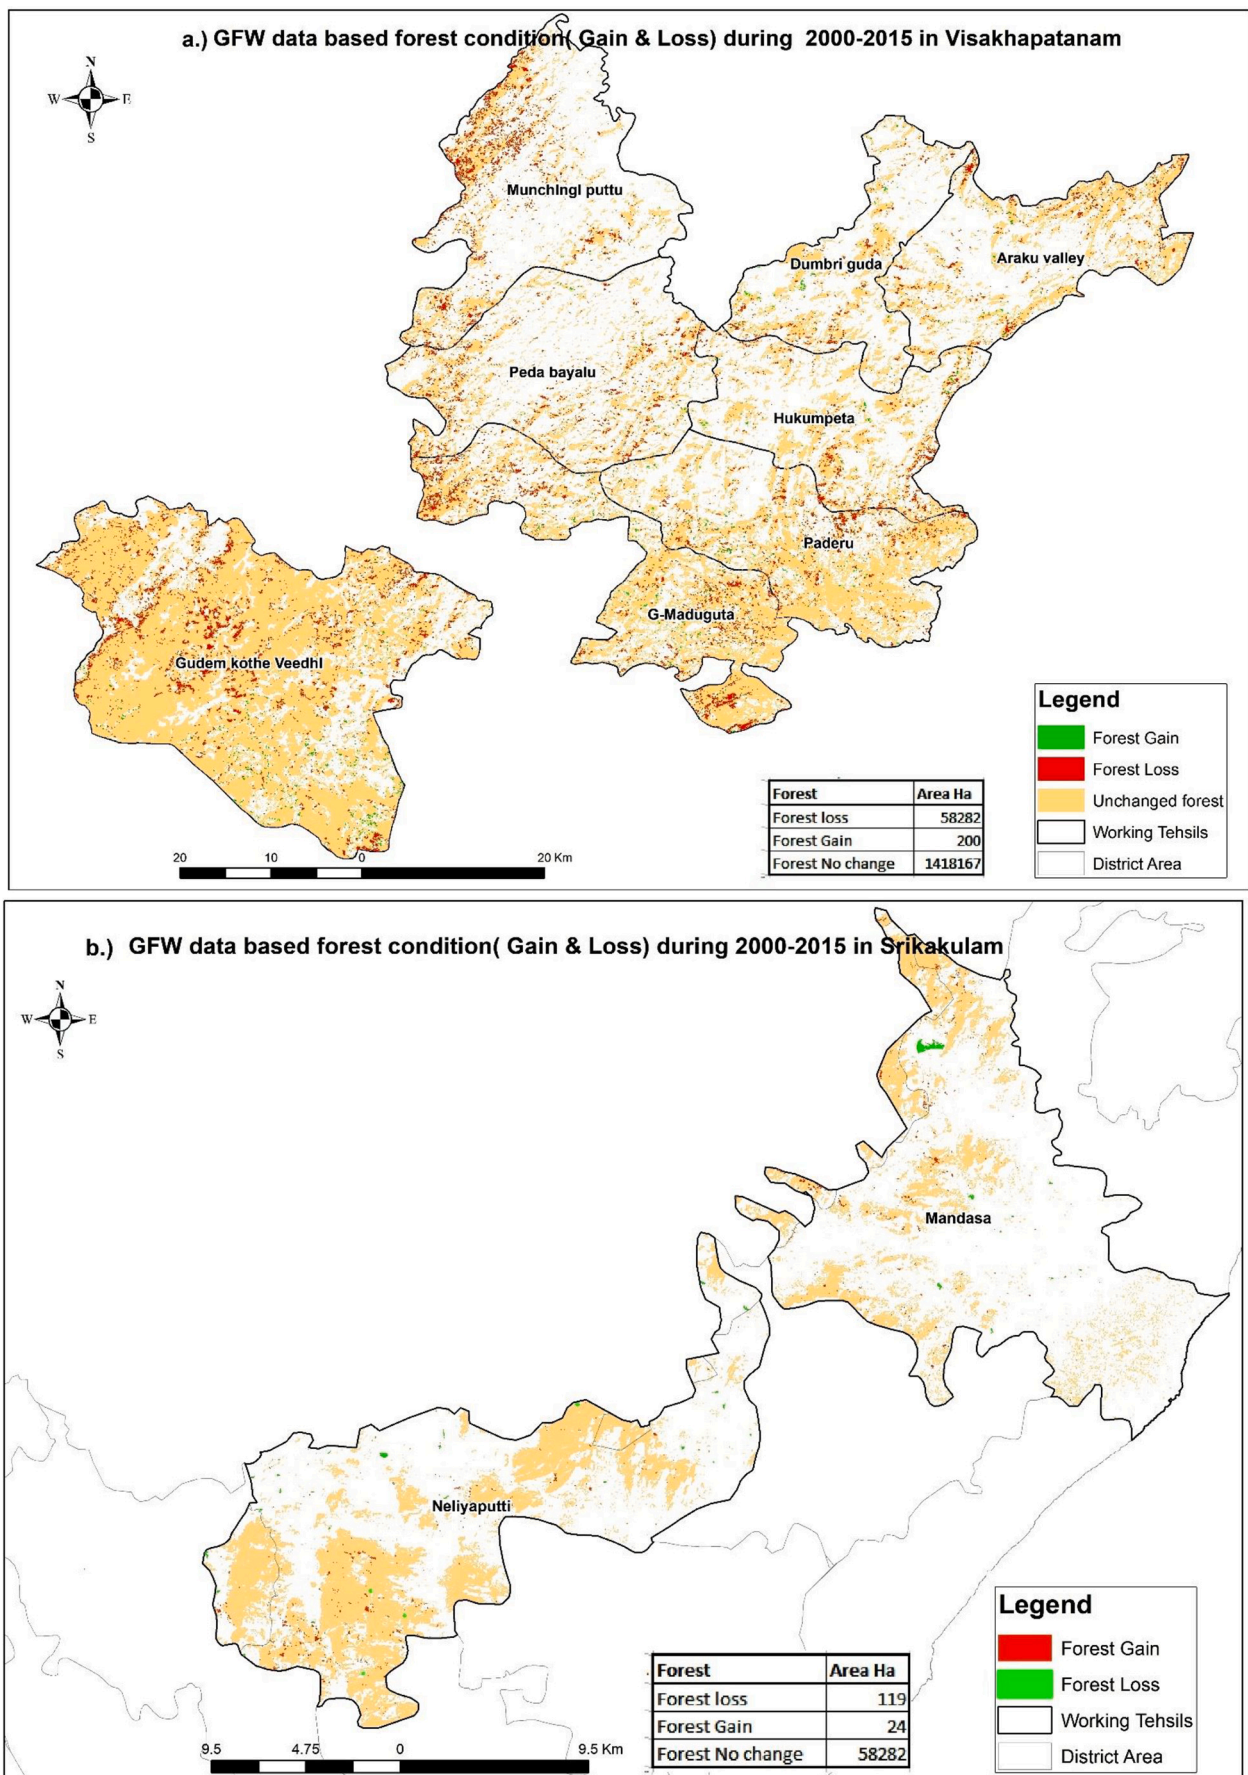 a.) GFW data based forest condition( Gain & Loss) during 2000-2015 in Visakhapatanam
N
W E
S
Munchingi puttu
Dumbri guda
Araku valley
Peda bayalu
Hukumpeta
Paderu
G-Maduguta
Gudem kothe Veedhi
Legend
Forest Gain
Forest Loss
Unchanged forest
Working Tehsils
District Area
Forest Area Ha
Forest loss 58282
Forest Gain 200
Forest No change 1418167
20 10 0 20 Km
b.) GFW data based forest condition( Gain & Loss) during 2000-2015 in Srikakulam
N
W E
S
Mandasa
Neliyaputti
Legend
Forest Gain
Forest Loss
Working Tehsils
District Area
Forest Area Ha
Forest loss 119
Forest Gain 24
Forest No change 58282
9.5 4.75 0 9.5 Km